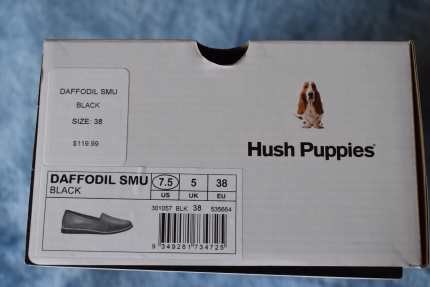 DAFFODIL SMU
BLACK
SIZE: 38
$119.99
Hush Puppies
DAFFODIL SMU 7.5 5 38
BLACK US UK EU
301057 BLK 38 535664
9 349281 734725